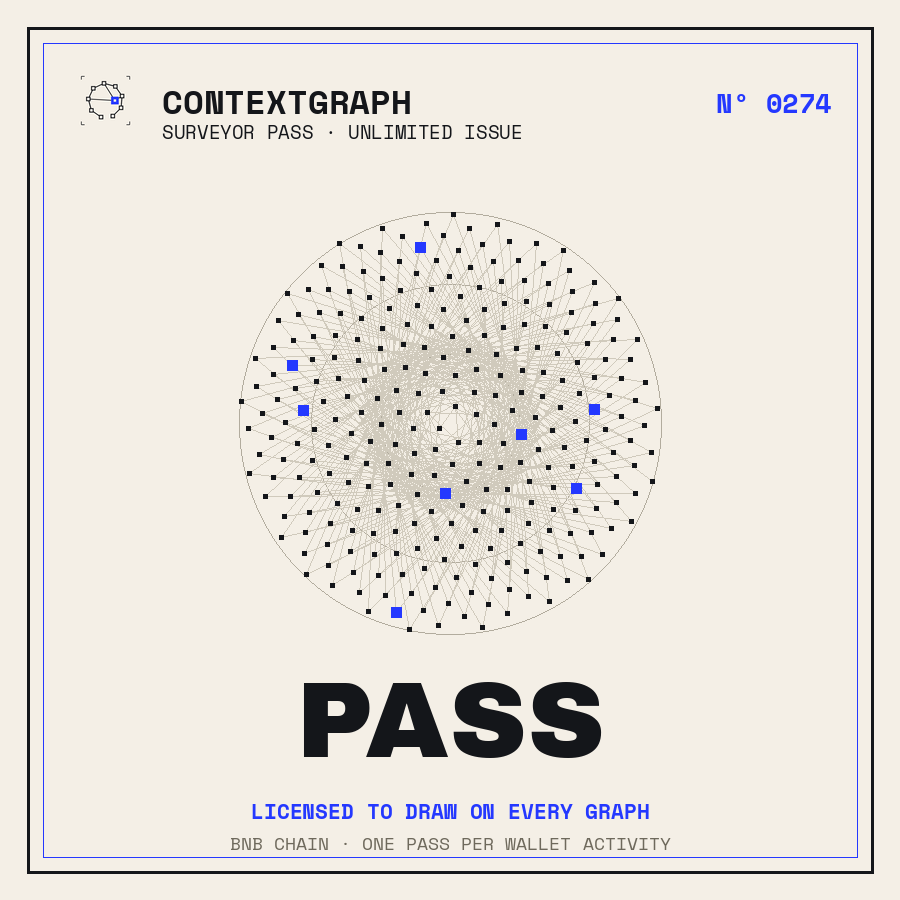 CONTEXTGRAPH
N° 0274
SURVEYOR PASS · UNLIMITED ISSUE
PASS
LICENSED TO DRAW ON EVERY GRAPH
BNB CHAIN · ONE PASS PER WALLET ACTIVITY